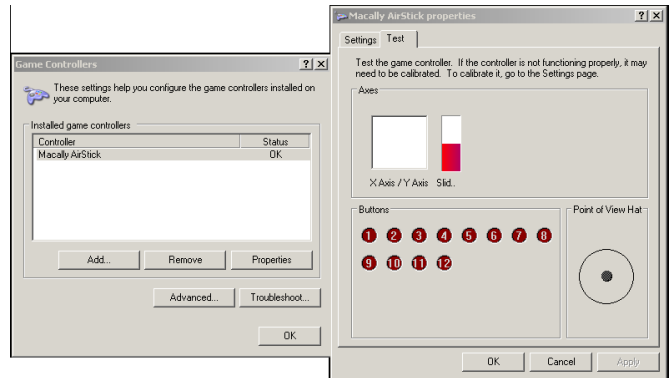 Game Controllers
These settings help you configure the game controllers installed on
your computer.
Installed game controllers
Controller Status
Macally AirStick OK
Add... Remove Properties
Advanced... Troubleshoot...
OK
Macally AirStick properties
Settings Test
Test the game controller. If the controller is not functioning properly, it may
need to be calibrated. To calibrate it, go to the Settings page.
Axes
X Axis / Y Axis Slid..
Buttons
1 2 3 4 5 6 7 8
9 10 11 12
Point of View Hat
OK Cancel Apply